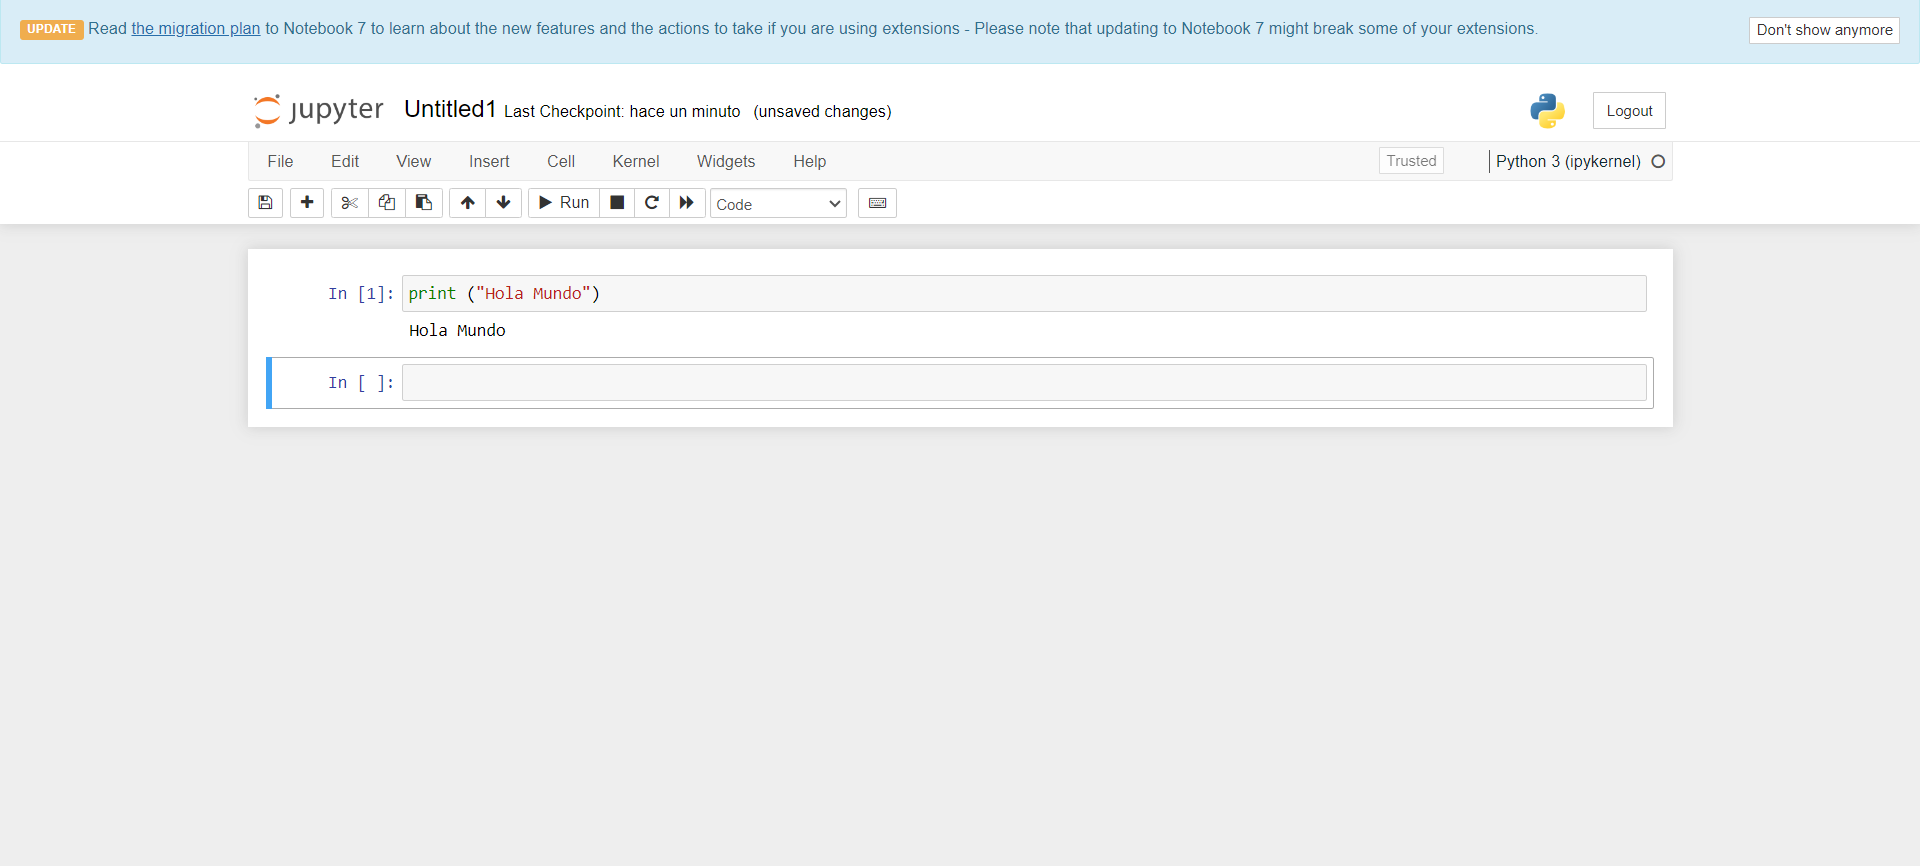 UPDATE Read the migration plan to Notebook 7 to learn about the new features and the actions to take if you are using extensions - Please note that updating to Notebook 7 might break some of your extensions. Don't show anymore
jupyter Untitled1 Last Checkpoint: hace un minuto (unsaved changes) Logout
File Edit View Insert Cell Kernel Widgets Help Trusted Python 3 (ipykernel)
Run Code
In [1]: print ("Hola Mundo")
Hola Mundo
In [ ]: